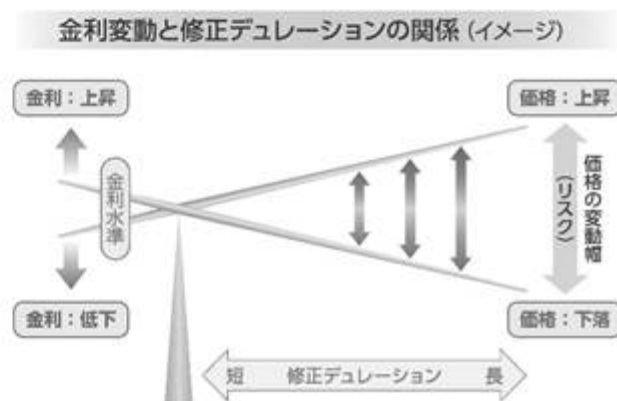 金利変動と修正デュレーションの関係(イメージ)
金利:上昇
価格:上昇
金利水準
価格の変動幅
(リスク)
金利:低下
価格:下落
短 修正デュレーション 長